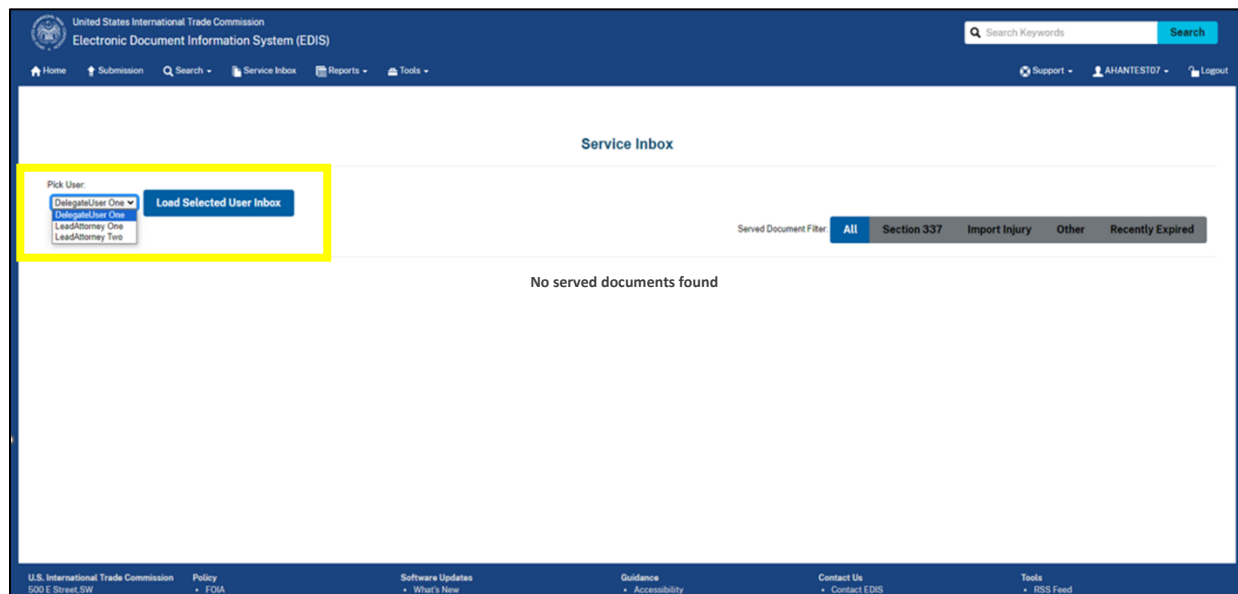 United States International Trade Commission
Electronic Document Information System (EDIS)
Search Keywords
Search
Home
Submission
Search
Service Inbox
Reports
Tools
Support
AHANTEST07
Logout
Service Inbox
Pick User:
DelegateUser One
Load Selected User Inbox
DelegateUser One
LeadAttorney One
LeadAttorney Two
Served Document Filter:
All
Section 337
Import Injury
Other
Recently Expired
No served documents found
U.S. International Trade Commission
500 E Street,SW
Policy
• FOIA
Software Updates
• What's New
Guidance
• Accessibility
Contact Us
• Contact EDIS
Tools
• RSS Feed